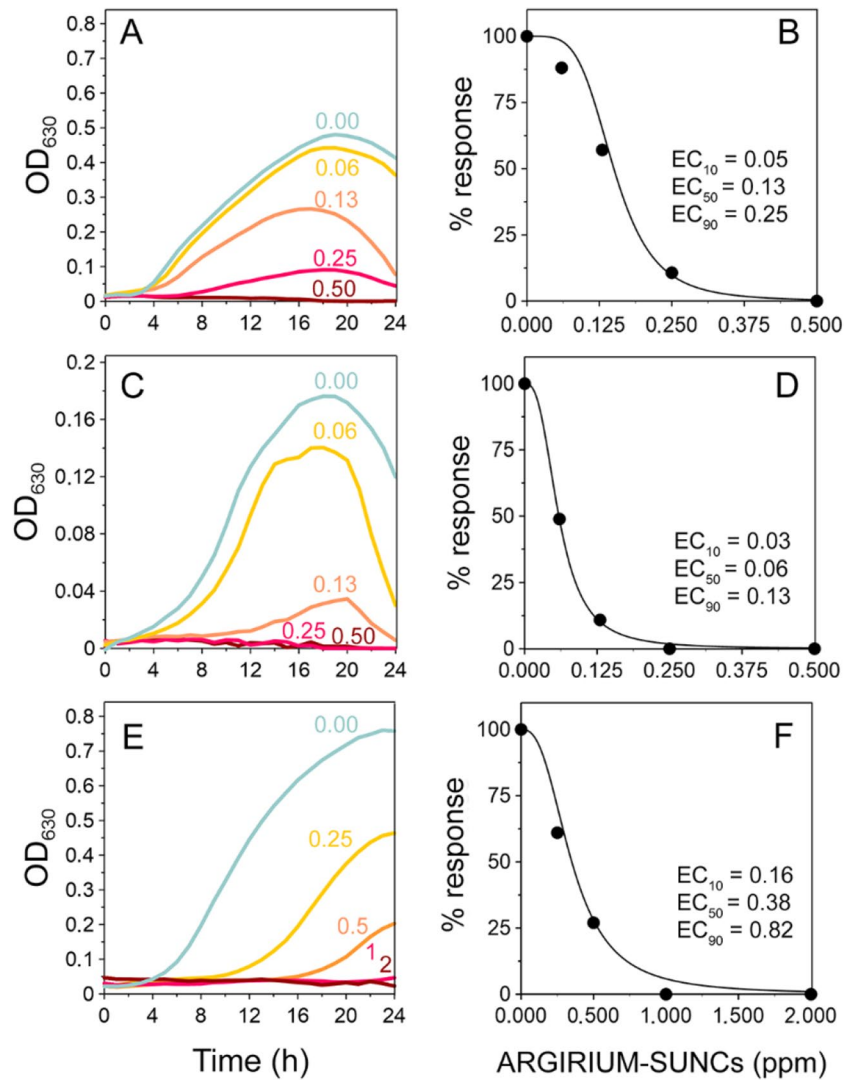 A
OD630
0.8
0.7
0.6
0.5
0.4
0.3
0.2
0.1
0
0.00
0.06
0.13
0.25
0.50
0 4 8 12 16 20 24
B
% response
100
75
50
25
0
EC10 = 0.05
EC50 = 0.13
EC90 = 0.25
0.000 0.125 0.250 0.375 0.500
C
OD630
0.2
0.16
0.12
0.08
0.04
0
0.00
0.06
0.13
0.25 0.50
0 4 8 12 16 20 24
D
% response
100
75
50
25
0
EC10 = 0.03
EC50 = 0.06
EC90 = 0.13
0.000 0.125 0.250 0.375 0.500
E
OD630
0.8
0.7
0.6
0.5
0.4
0.3
0.2
0.1
0
0.00
0.25
0.5
1
2
0 4 8 12 16 20 24
Time (h)
F
% response
100
75
50
25
0
EC10 = 0.16
EC50 = 0.38
EC90 = 0.82
0.000 0.500 1.000 1.500 2.000
ARGIRIUM-SUNCs (ppm)